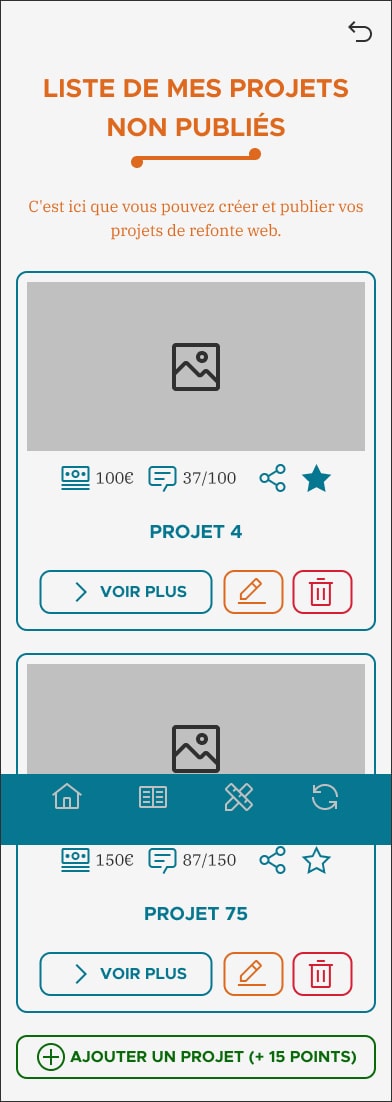 LISTE DE MES PROJETS
NON PUBLIÉS
C'est ici que vous pouvez créer et publier vos
projets de refonte web.
100€ 37/100
PROJET 4
VOIR PLUS
150€ 87/150
PROJET 75
VOIR PLUS
AJOUTER UN PROJET (+ 15 POINTS)